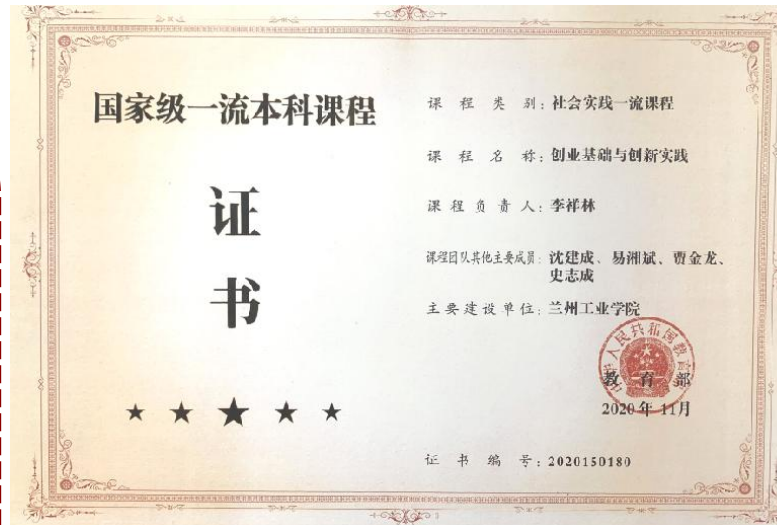 国家级一流本科课程
证
书
课程类别：社会实践一流课程
课程名称：创业基础与创新实践
课程负责人：李祥林
课程团队其他主要成员：沈建成、易湘斌、贾金龙、
史志成
主要建设单位：兰州工业学院
教育部
2020年11月
证书编号：2020150180